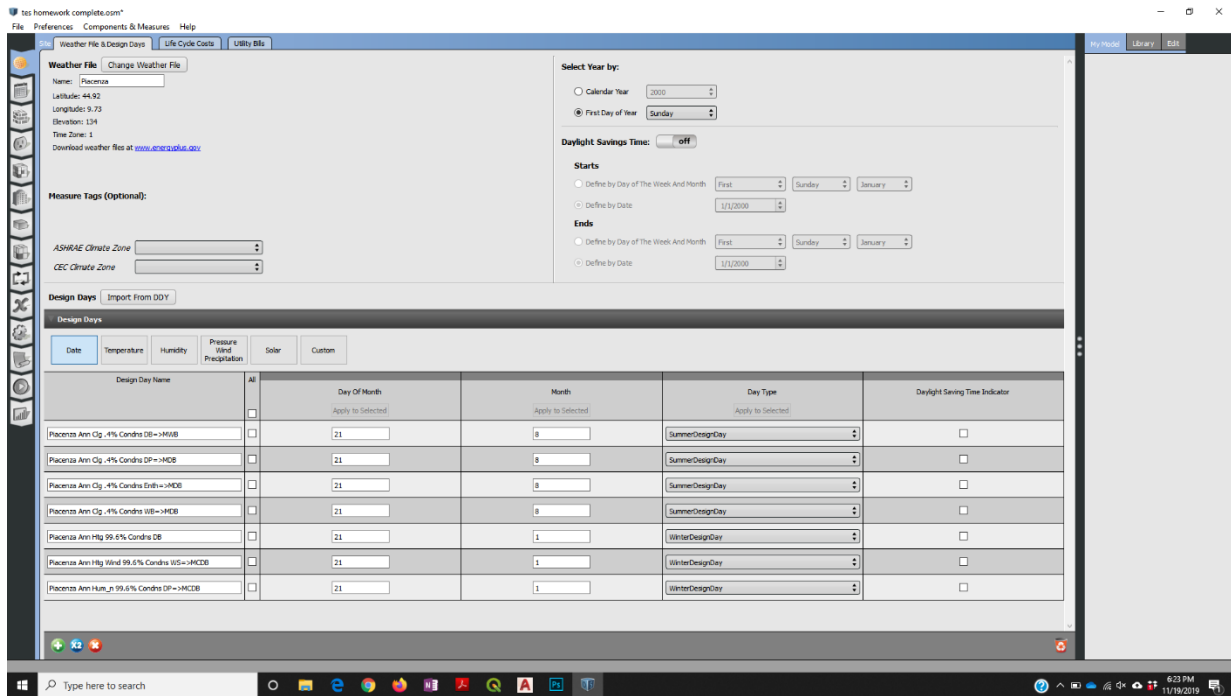 tes homework complete.osm*
File Preferences Components & Measures Help
Site Weather File & Design Days Life Cycle Costs Utility Bills
My Model Library Edit
Weather File Change Weather File
Name: Piacenza
Latitude: 44.92
Longitude: 9.73
Elevation: 134
Time Zone: 1
Download weather files at www.energyplus.gov
Measure Tags (Optional):
ASHRAE Climate Zone
CEC Climate Zone
Select Year by:
Calendar Year 2000
First Day of Year Sunday
Daylight Savings Time: off
Starts
Define by Day of The Week And Month First Sunday January
Define by Date 1/1/2000
Ends
Define by Day of The Week And Month First Sunday January
Define by Date 1/1/2000
Design Days Import From DDY
Design Days
Date Temperature Humidity Pressure Wind Precipitation Solar Custom
Design Day Name All Day Of Month Month Day Type Daylight Saving Time Indicator
Apply to Selected Apply to Selected Apply to Selected
Piacenza Ann Clg .4% Condns DB=>MWB 21 8 SummerDesignDay
Piacenza Ann Clg .4% Condns DP=>MDB 21 8 SummerDesignDay
Piacenza Ann Clg .4% Condns Enth=>MDB 21 8 SummerDesignDay
Piacenza Ann Clg .4% Condns WB=>MDB 21 8 SummerDesignDay
Piacenza Ann Htg 99.6% Condns DB 21 1 WinterDesignDay
Piacenza Ann Htg Wind 99.6% Condns WS=>MCDB 21 1 WinterDesignDay
Piacenza Ann Hum_n 99.6% Condns DP=>MCDB 21 1 WinterDesignDay
X2
Type here to search
6:23 PM
11/19/2019